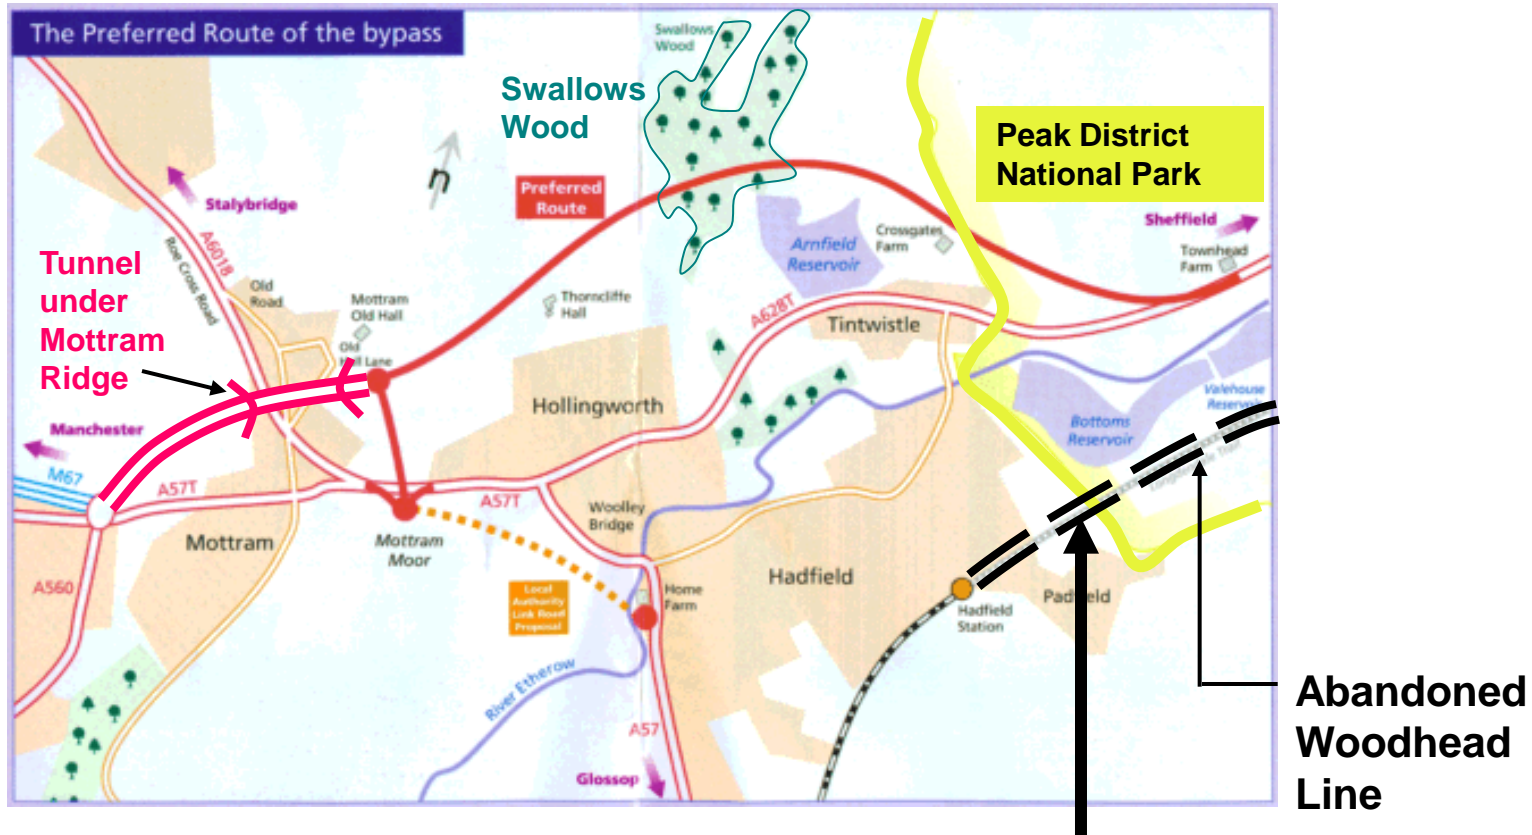 The Preferred Route of the bypass
Swallows
Wood
Swallows
Wood
Peak District
National Park
n
Preferred
Route
Stalybridge
Sheffield
Townhead
Farm
Crossgates
Farm
Arnfield
Reservoir
A6018
Roe Cross Road
Tunnel
under
Mottram
Ridge
Old
Road
Mottram
Old Hall
Old
Hall Lane
Thorncliffe
Hall
A628T
Tintwistle
Hollingworth
Valehouse
Reservoir
Bottoms
Reservoir
Manchester
M67
A57T
A57T
Mottram
Mottram
Moor
Woolley
Bridge
Hadfield
A560
Local
Authority
Link Road
Proposal
Home
Farm
Hadfield
Station
Padfield
River Etherow
A57
Glossop
Abandoned
Woodhead
Line